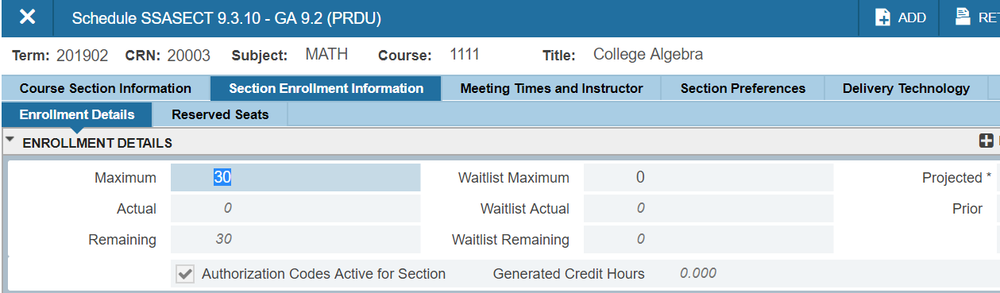 Schedule SSASECT 9.3.10 - GA 9.2 (PRDU) ADD
Term: 201902 CRN: 20003 Subject: MATH Course: 1111 Title: College Algebra
Course Section Information Section Enrollment Information Meeting Times and Instructor Section Preferences Delivery Technology
Enrollment Details Reserved Seats
ENROLLMENT DETAILS
Maximum 30 Waitlist Maximum 0 Projected *
Actual 0 Waitlist Actual 0 Prior
Remaining 30 Waitlist Remaining 0
Authorization Codes Active for Section Generated Credit Hours 0.000